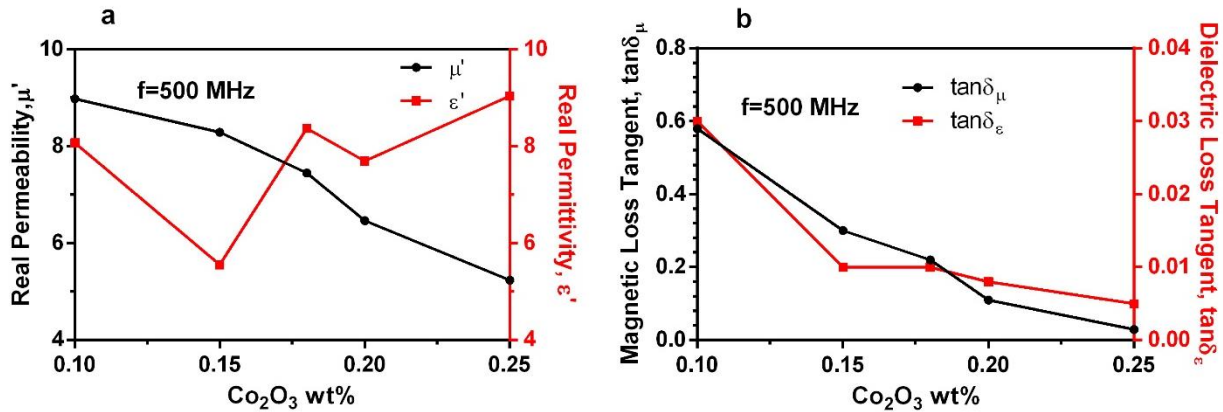 a
Real Permeability,μ'
10
8
6
4
f=500 MHz
μ'
ε'
10
8
6
4
Real Permittivity, ε'
0.10 0.15 0.20 0.25
Co₂O₃ wt%
b
Magnetic Loss Tangent, tanδμ
0.8
0.6
0.4
0.2
0.0
f=500 MHz
tanδμ
tanδε
0.04
0.03
0.02
0.01
0.00
Dielectric Loss Tangent, tanδε
0.10 0.15 0.20 0.25
Co₂O₃ wt%